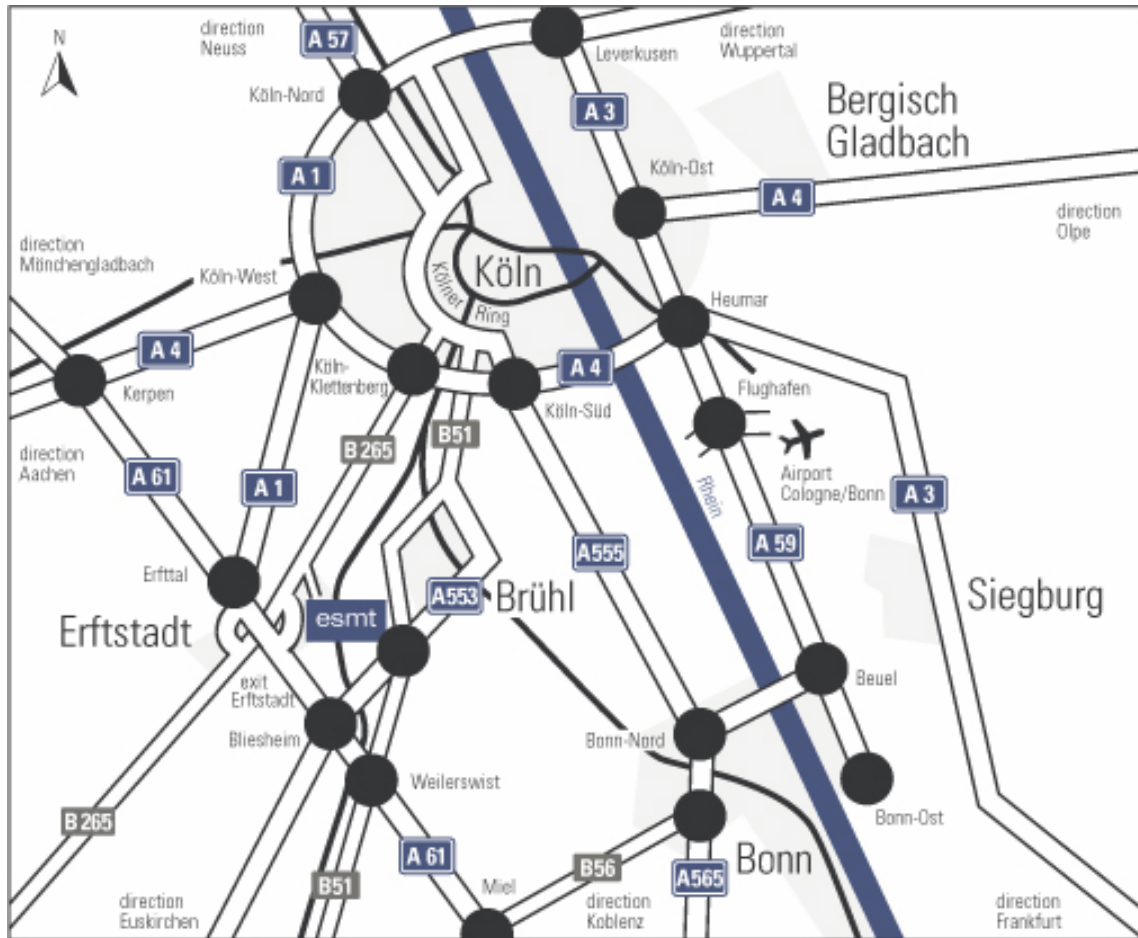 N
direction
Neuss
A 57
Leverkusen
direction
Wuppertal
Köln-Nord
A 3
Bergisch
Gladbach
A 1
Köln-Ost
A 4
direction
Olpe
direction
Mönchengladbach
Köln-West
Kölner
Ring
Köln
Heumar
A 4
Köln-
Klettenberg
A 4
Kerpen
Köln-Süd
Flughafen
B 265
B51
direction
Aachen
A 61
A 1
Rhein
Airport
Cologne/Bonn
A 3
A555
A 59
Erfttal
A553
Brühl
Siegburg
esmt
Erftstadt
exit
Erftstadt
Beuel
Bliesheim
Bonn-Nord
Weilerswist
Bonn-Ost
B 265
A 61
B56
Bonn
A565
B51
Miel
direction
Euskirchen
direction
Koblenz
direction
Frankfurt